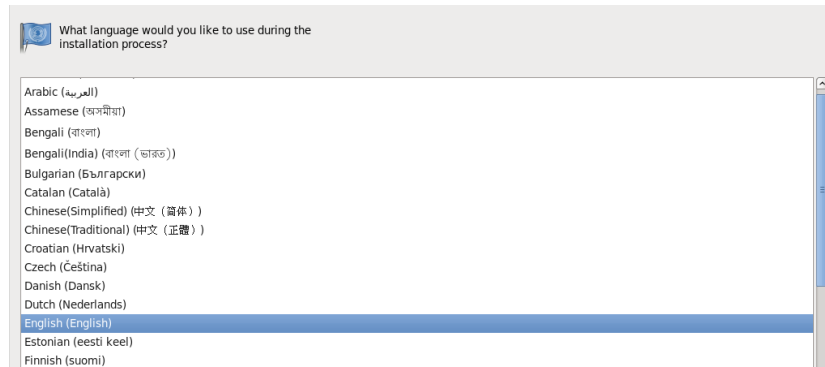 What language would you like to use during the
installation process?
Arabic (العربية)
Assamese (অসমীয়া)
Bengali (বাংলা)
Bengali(India) (বাংলা (ভারত))
Bulgarian (Български)
Catalan (Català)
Chinese(Simplified) (中文（简体）)
Chinese(Traditional) (中文（正體）)
Croatian (Hrvatski)
Czech (Čeština)
Danish (Dansk)
Dutch (Nederlands)
English (English)
Estonian (eesti keel)
Finnish (suomi)